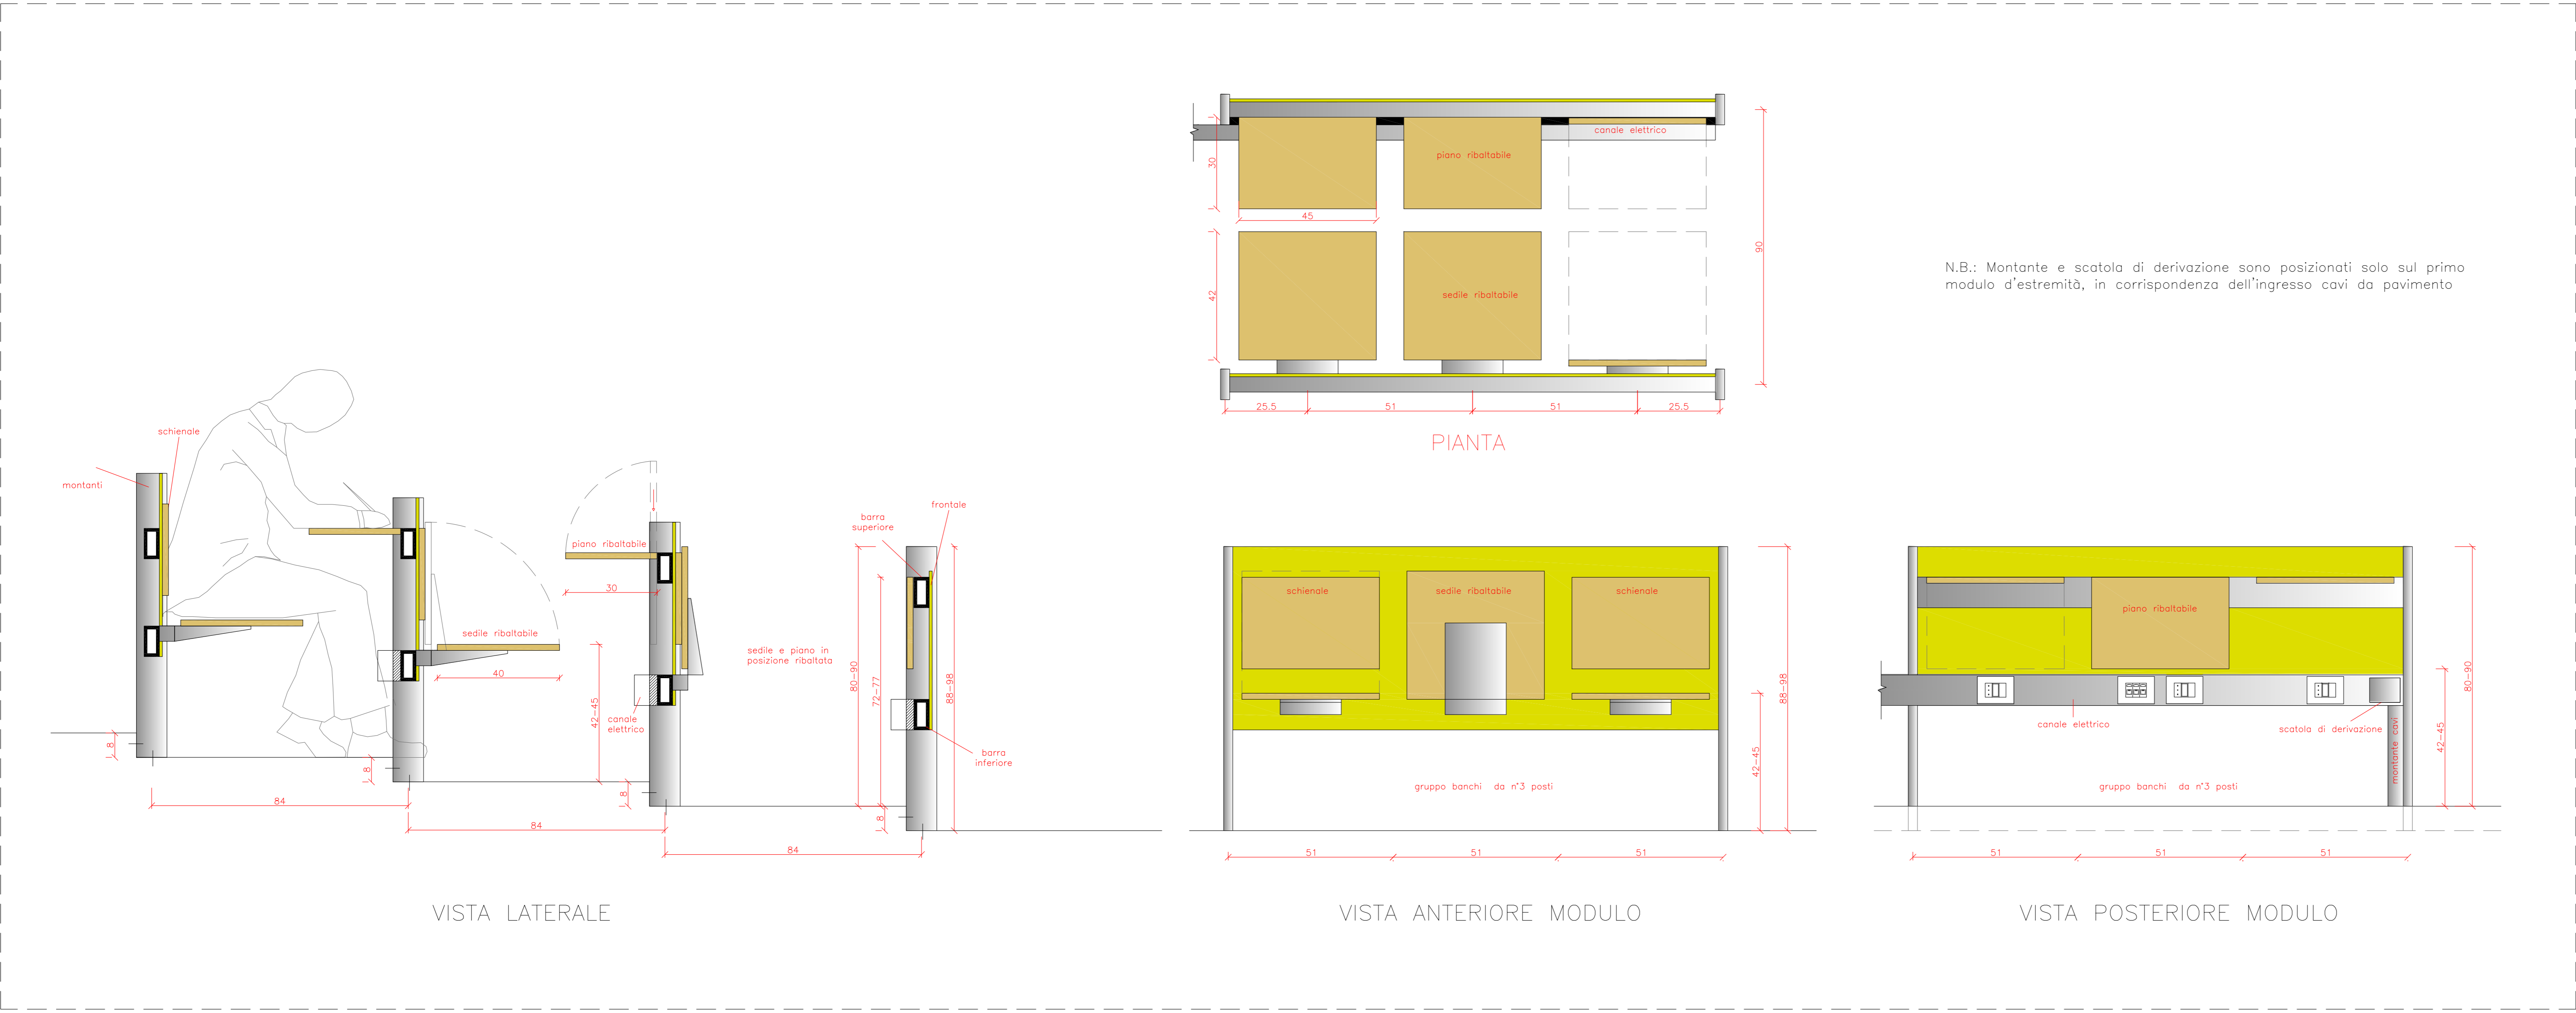 canale elettrico
piano ribaltabile
30
45
90
42
sedile ribaltabile
25.5
51
51
25.5
PIANTA
N.B.: Montante e scatola di derivazione sono posizionati solo sul primo
modulo d'estremità, in corrispondenza dell'ingresso cavi da pavimento
schienale
montanti
piano ribaltabile
30
sedile ribaltabile
40
42-45
canale
elettrico
sedile e piano in
posizione ribaltata
barra
superiore
frontale
80-90
72-77
88-98
barra
inferiore
8
8
8
8
84
84
84
VISTA LATERALE
schienale
sedile ribaltabile
schienale
88-98
42-45
gruppo banchi da n°3 posti
51
51
51
VISTA ANTERIORE MODULO
piano ribaltabile
canale elettrico
scatola di derivazione
montante cavi
80-90
42-45
gruppo banchi da n°3 posti
51
51
51
VISTA POSTERIORE MODULO